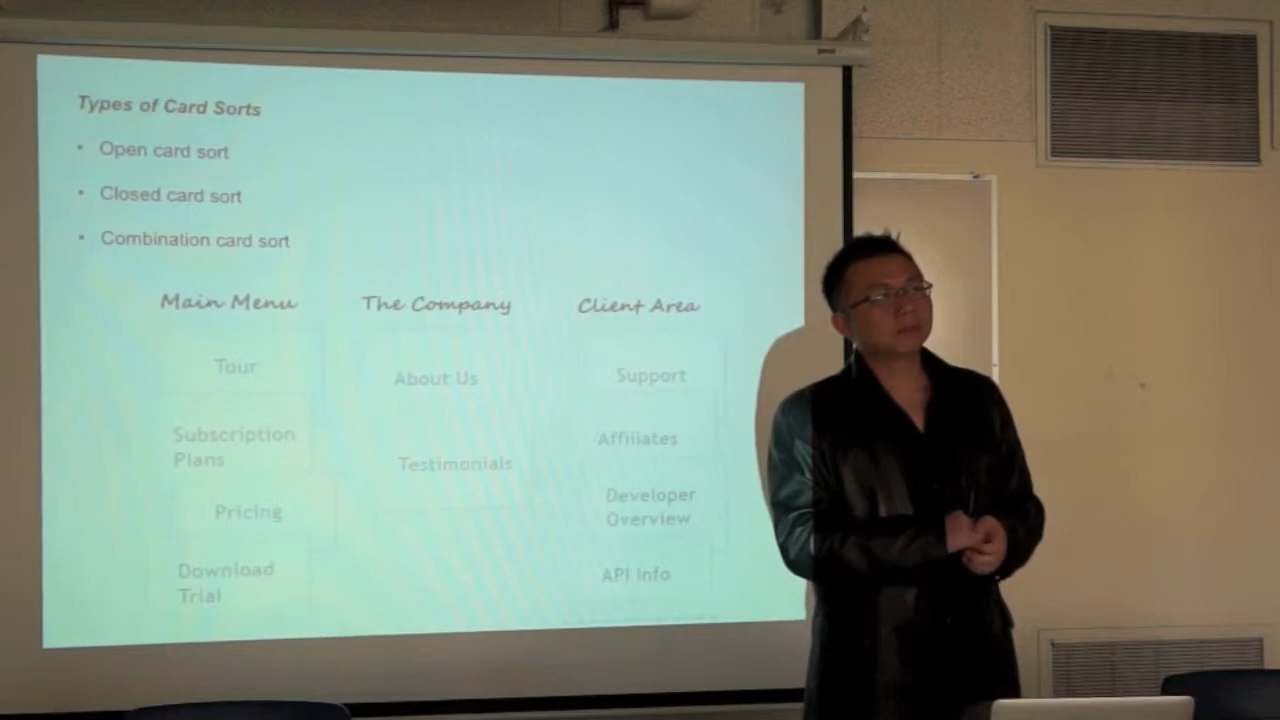 Types of Card Sorts
• Open card sort
• Closed card sort
• Combination card sort
Main Menu
Tour
Subscription
Plans
Pricing
Download
Trial
The Company
About Us
Testimonials
Client Area
Support
Affiliates
Developer
Overview
API Info